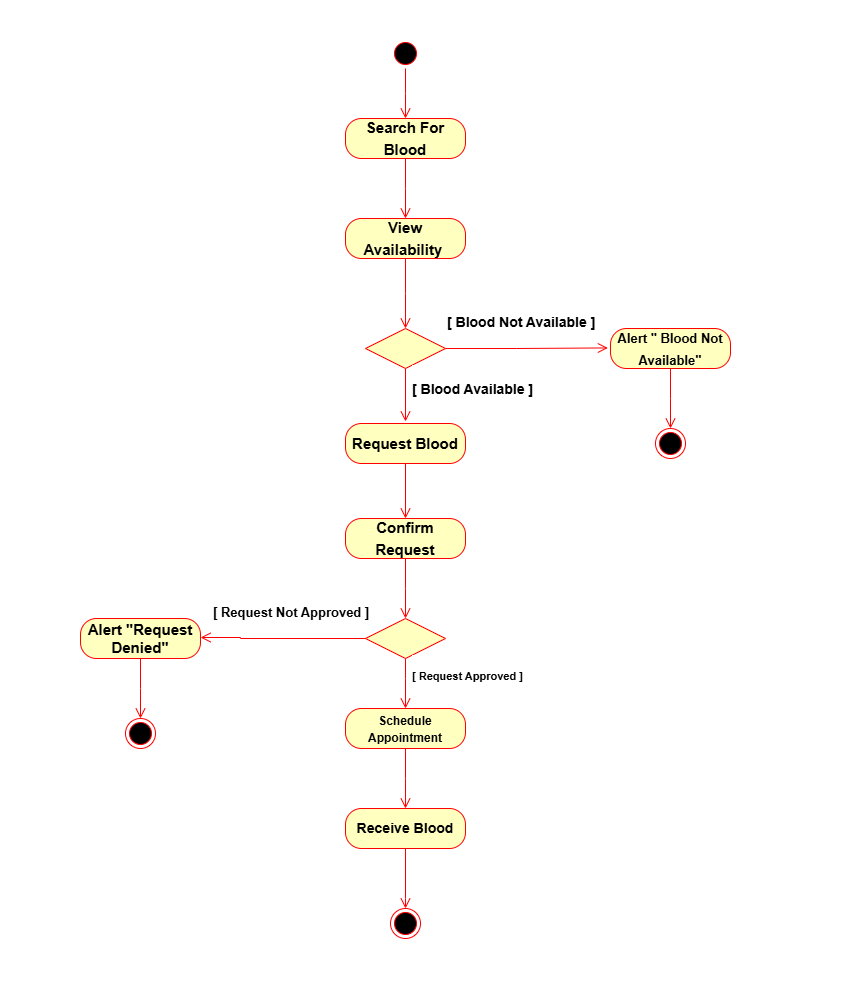 Search For
Blood
View
Availability
[ Blood Not Available ]
Alert " Blood Not
Available"
[ Blood Available ]
Request Blood
Confirm
Request
[ Request Not Approved ]
Alert "Request
Denied"
[ Request Approved ]
Schedule
Appointment
Receive Blood